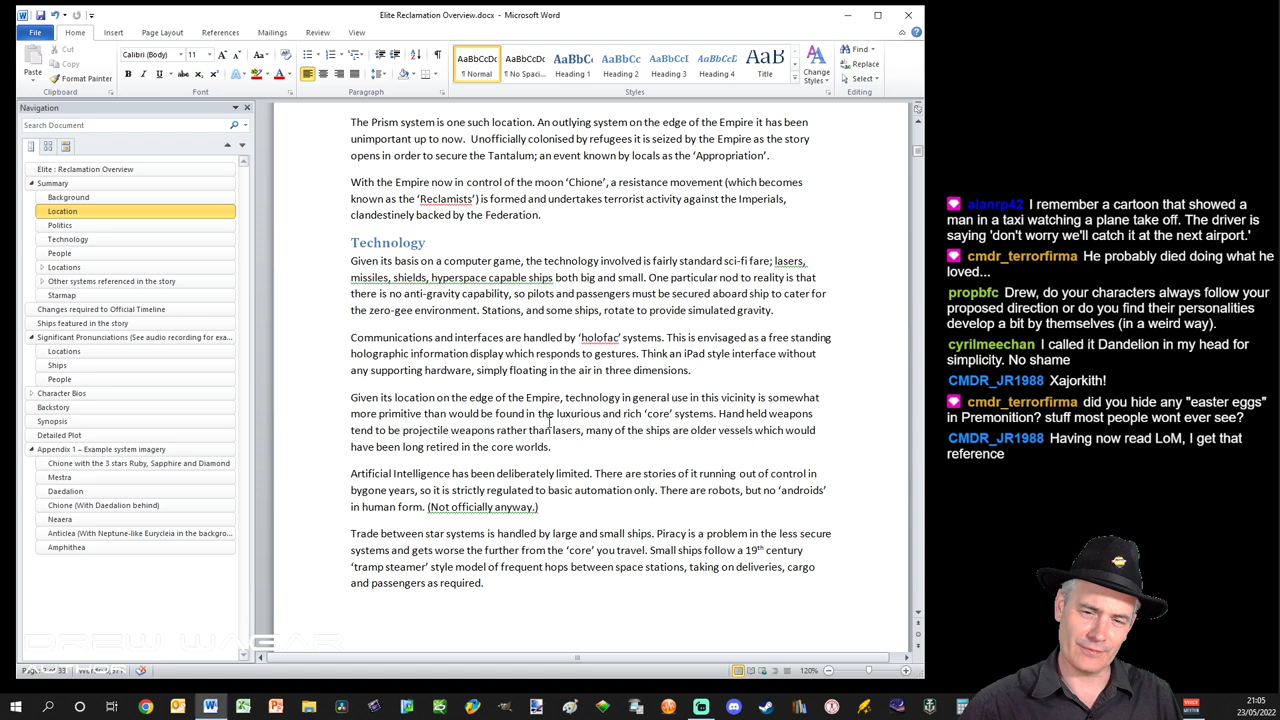 Elite Reclamation Overview.docx - Microsoft Word
File
Home
Insert
Page Layout
References
Mailings
Review
View
Paste
Cut
Copy
Format Painter
Clipboard
Calibri (Body)
11
Font
Paragraph
AaBbCcDc
¶ Normal
AaBbCcDc
¶ No Spaci...
AaBbCc
Heading 1
AaBbCc
Heading 2
AaBbCcI
Heading 3
AaBbCcL
Heading 4
AaB
Title
Change
Styles
Styles
Find
Replace
Select
Editing
Navigation
Search Document
Elite : Reclamation Overview
Summary
Background
Location
Politics
Technology
People
Locations
Other systems referenced in the story
Starmap
Changes required to Official Timeline
Ships featured in the story
Significant Pronunciations (See audio recording for exa...
Locations
Ships
People
Character Bios
Backstory
Synopsis
Detailed Plot
Appendix 1 – Example system imagery
Chione with the 3 stars Ruby, Sapphire and Diamond
Mestra
Daedalion
Chione (With Daedalion behind)
Neaera
Anticlea (With Neptune-like Eurycleia in the backgro...
Amphithea
The Prism system is one such location. An outlying system on the edge of the Empire it has been
unimportant up to now.  Unofficially colonised by refugees it is seized by the Empire as the story
opens in order to secure the Tantalum; an event known by locals as the ‘Appropriation’.
With the Empire now in control of the moon ‘Chione’, a resistance movement (which becomes
known as the ‘Reclamists’) is formed and undertakes terrorist activity against the Imperials,
clandestinely backed by the Federation.
Technology
Given its basis on a computer game, the technology involved is fairly standard sci-fi fare; lasers,
missiles, shields, hyperspace capable ships both big and small. One particular nod to reality is that
there is no anti-gravity capability, so pilots and passengers must be secured aboard ship to cater for
the zero-gee environment. Stations, and some ships, rotate to provide simulated gravity.
Communications and interfaces are handled by ‘holofac’ systems. This is envisaged as a free standing
holographic information display which responds to gestures. Think an iPad style interface without
any supporting hardware, simply floating in the air in three dimensions.
Given its location on the edge of the Empire, technology in general use in this vicinity is somewhat
more primitive than would be found in the luxurious and rich ‘core’ systems. Hand held weapons
tend to be projectile weapons rather than lasers, many of the ships are older vessels which would
have been long retired in the core worlds.
Artificial Intelligence has been deliberately limited. There are stories of it running out of control in
bygone years, so it is strictly regulated to basic automation only. There are robots, but no ‘androids’
in human form. (Not officially anyway.)
Trade between star systems is handled by large and small ships. Piracy is a problem in the less secure
systems and gets worse the further from the ‘core’ you travel. Small ships follow a 19th century
‘tramp steamer’ style model of frequent hops between space stations, taking on deliveries, cargo
and passengers as required.
alanrp42 I remember a cartoon that showed a
man in a taxi watching a plane take off. The driver is
saying 'don't worry we'll catch it at the next airport.'
cmdr_terrorfirma He probably died doing what he
loved...
propbfc Drew, do your characters always follow your
proposed direction or do you find their personalities
develop a bit by themselves (in a weird way).
cyrilmeechan I called it Dandelion in my head for
simplicity. No shame
CMDR_JR1988 Xajorkith!
cmdr_terrorfirma did you hide any "easter eggs"
in Premonition? stuff most people wont ever see?
CMDR_JR1988 Having now read LoM, I get that
reference
DREW WAGAR
120%
21:05
23/05/2022